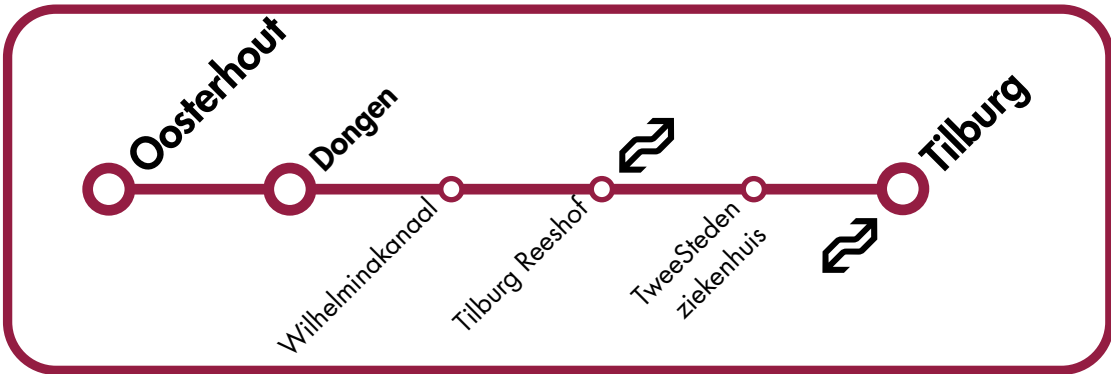 Oosterhout
Dongen
Wilhelminakanaal
Tilburg Reeshof
TweeSteden
ziekenhuis
Tilburg